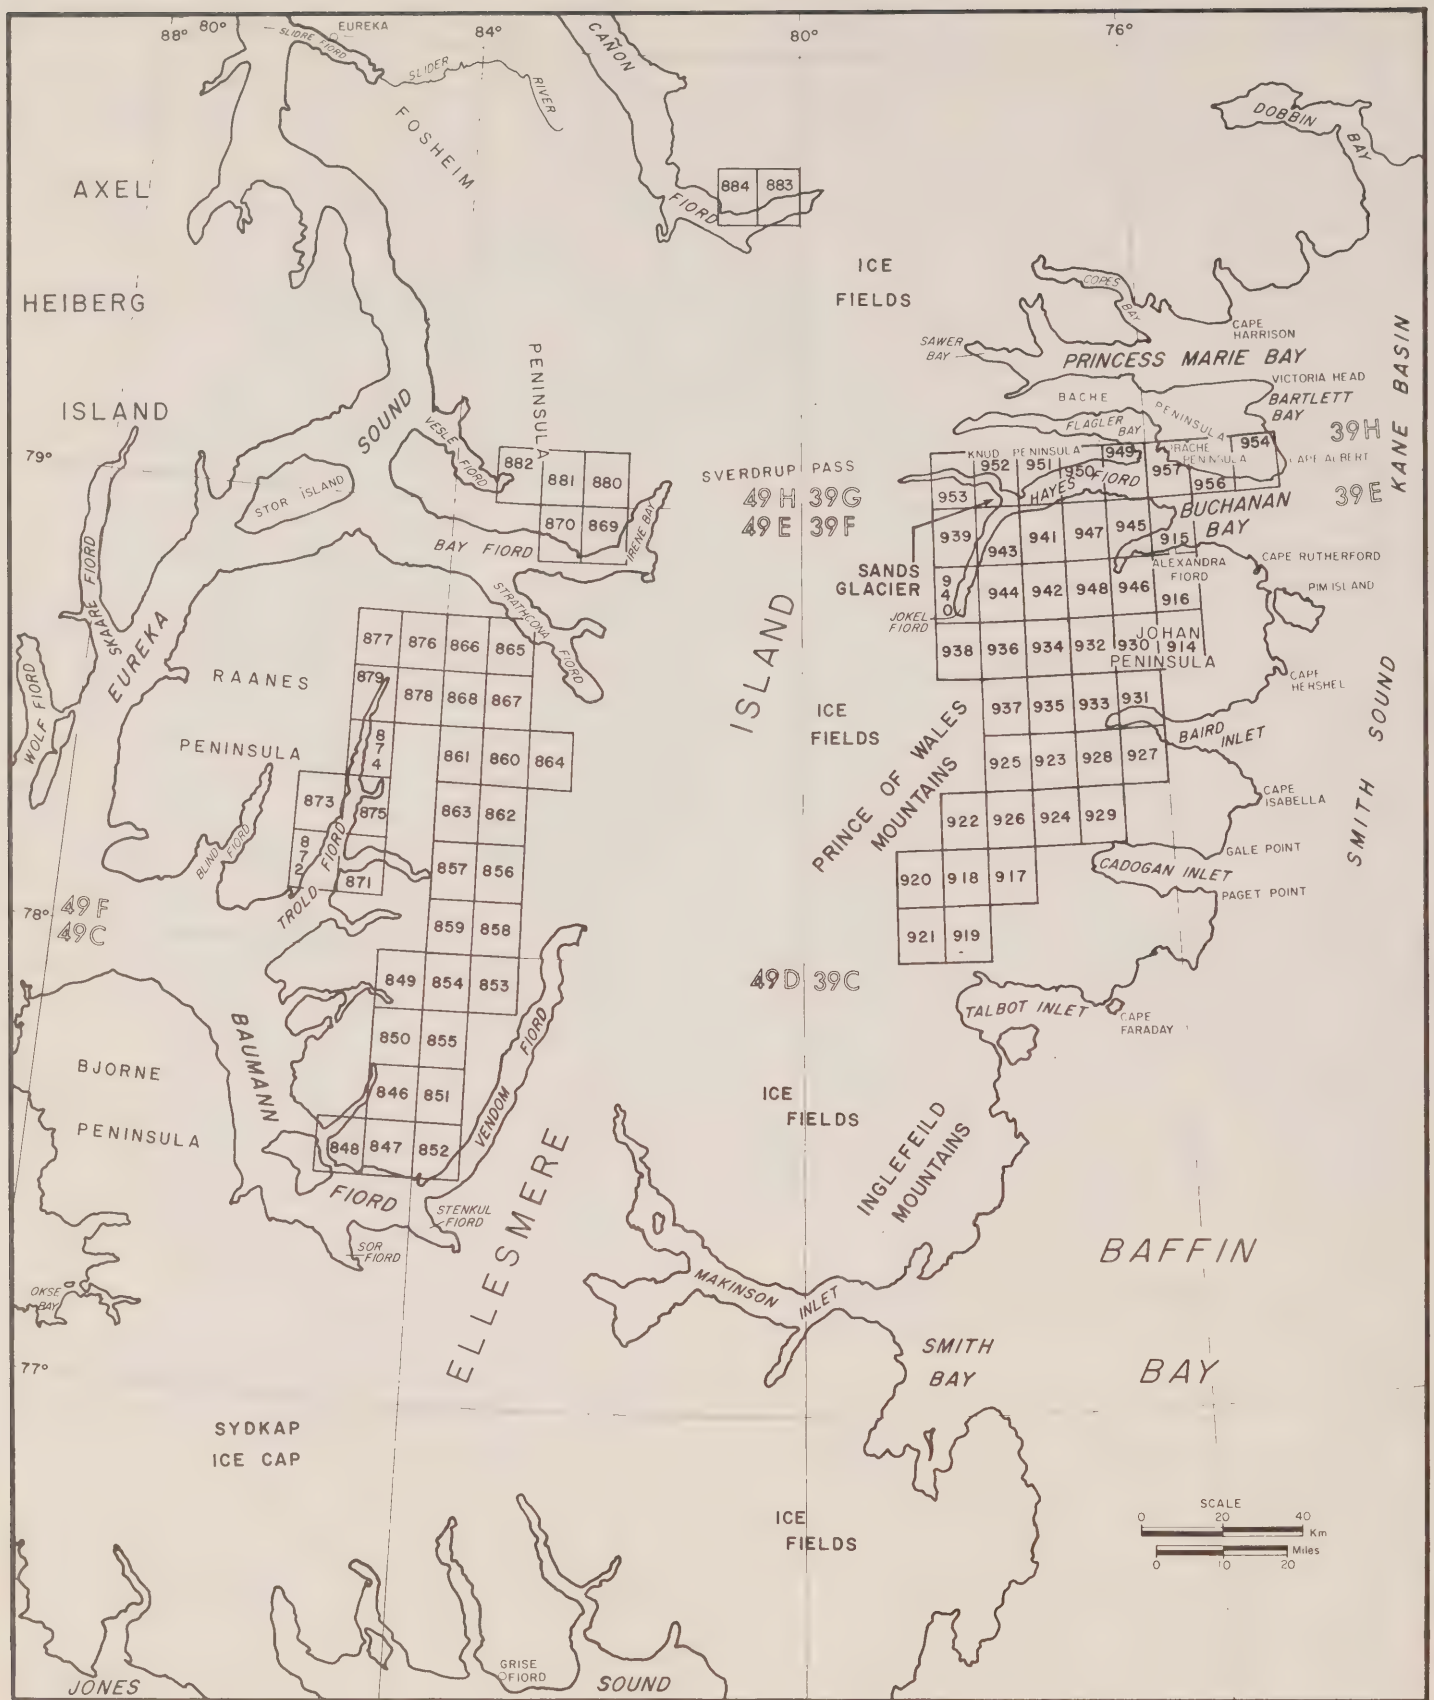 88° 80° 84° 80° 76°
EUREKA
SLIDRE FIORD
SLIDER
RIVER
FOSHEIM
CAÑON
FIORD
DOBBIN
BAY
AXEL
HEIBERG
ISLAND
884 883
ICE
FIELDS
COPES
BAY
CAPE
HARRISON
SAWER
BAY
PRINCESS MARIE BAY
KANE BASIN
VICTORIA HEAD
BACHE
PENINSULA
BARTLETT
BAY
FLAGLER
BAY
39H
PENINSULA
SOUND
VESLE
FIORD
79°
STOR ISLAND
882 881 880
870 869
BAY FIORD
IRENE BAY
SVERDRUP PASS
49 H 39G
49 E 39F
KNUD PENINSULA
952 951 950 949
957
954
PENINSULA
956
CAPE ALBERT
39E
953
HAYES FIORD
BUCHANAN
BAY
939 943 941 947 945 915
SANDS
GLACIER
ALEXANDRA
FIORD
CAPE RUTHERFORD
940
944 942 948 946 916
PIM ISLAND
JOKEL
FIORD
938 936 934 932 930 914
JOHAN
PENINSULA
CAPE
HERSHEL
SKAARE FIORD
EUREKA
STRATHCONA
FIORD
WOLF FIORD
RAANES
PENINSULA
877 876 866 865
879 878 868 867
874
861 860 864
873 875
863 862
872
871
857 856
859 858
BLIND
FIORD
TROLD FIORD
ISLAND
ICE
FIELDS
937 935 933 931
BAIRD
INLET
SMITH SOUND
925 923 928 927
CAPE
ISABELLA
PRINCE OF WALES
MOUNTAINS
922 926 924 929
GALE POINT
CADOGAN INLET
920 918 917
PAGET POINT
921 919
78°
49 F
49C
49D 39C
849 854 853
850 855
846 851
848 847 852
BAUMANN
FIORD
VENDOM FIORD
TALBOT INLET
CAPE
FARADAY
BJORNE
PENINSULA
ICE
FIELDS
INGLEFEILD
MOUNTAINS
ELLESMERE
STENKUL
FIORD
SOR
FIORD
OKSE
BAY
MAKINSON INLET
BAFFIN
BAY
SMITH
BAY
77°
SYDKAP
ICE CAP
ICE
FIELDS
SCALE
0 20 40
Km
Miles
0 10 20
GRISE
FIORD
JONES
SOUND